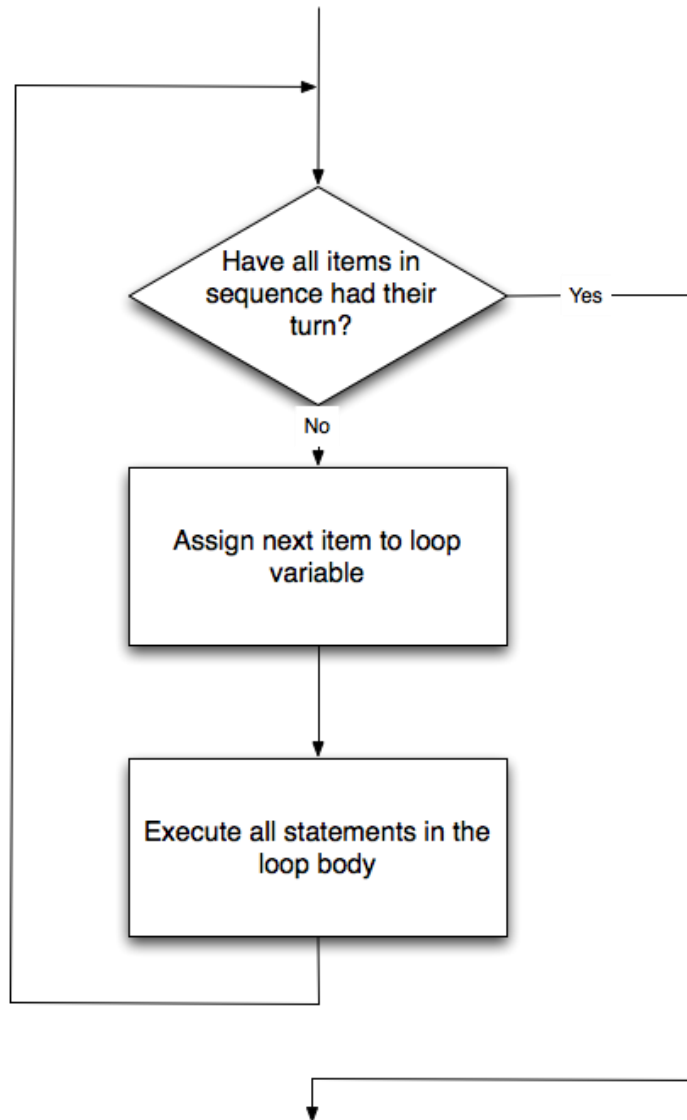 Have all items in
sequence had their
turn?
Yes
No
Assign next item to loop
variable
Execute all statements in the
loop body